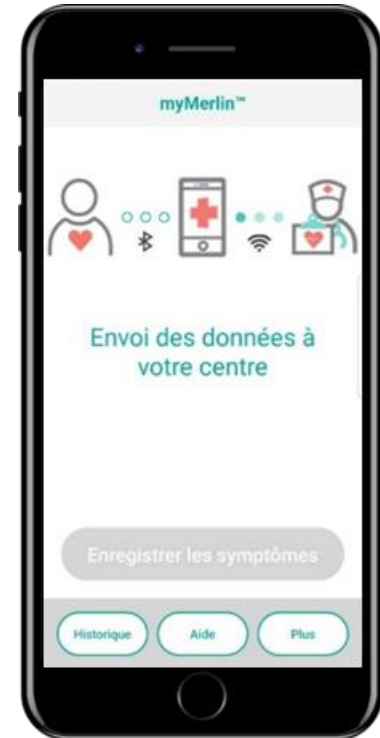 myMerlin™
Envoi des données à
votre centre
Enregistrer les symptômes
Historique
Aide
Plus